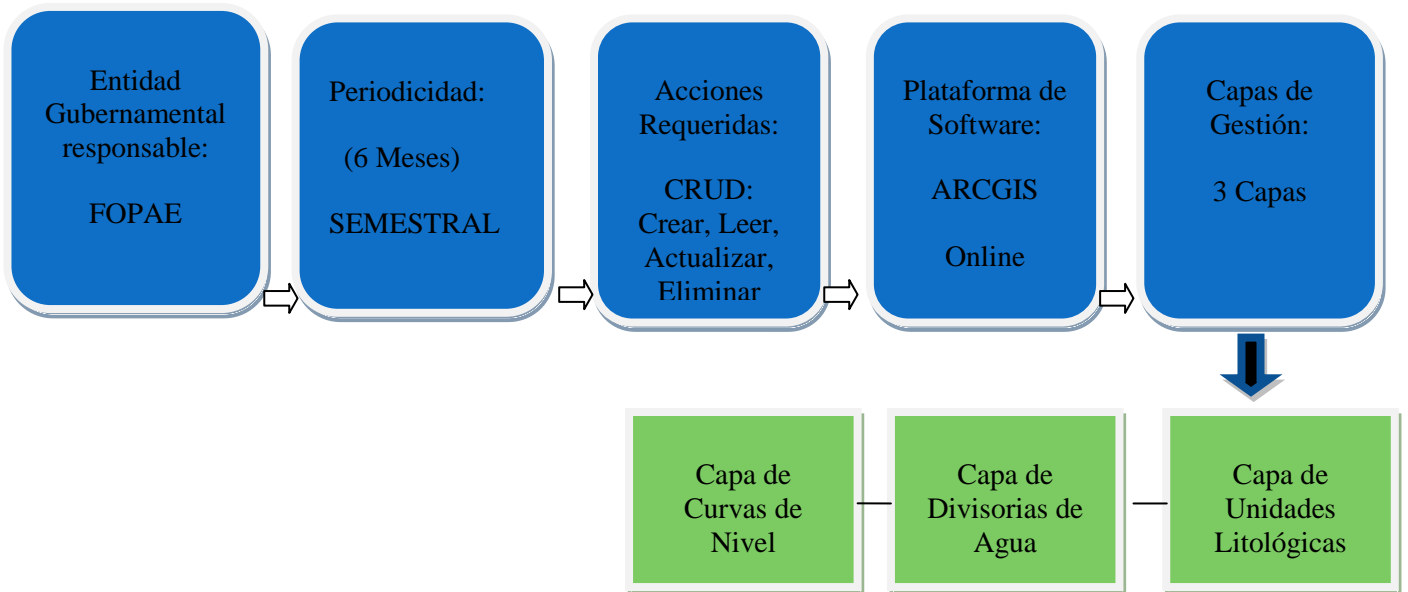 Entidad
Gubernamental
responsable:
FOPAE
Periodicidad:
(6 Meses)
SEMESTRAL
Acciones
Requeridas:
CRUD:
Crear, Leer,
Actualizar,
Eliminar
Plataforma de
Software:
ARCGIS
Online
Capas de
Gestión:
3 Capas
Capa de
Curvas de
Nivel
Capa de
Divisorias de
Agua
Capa de
Unidades
Litológicas